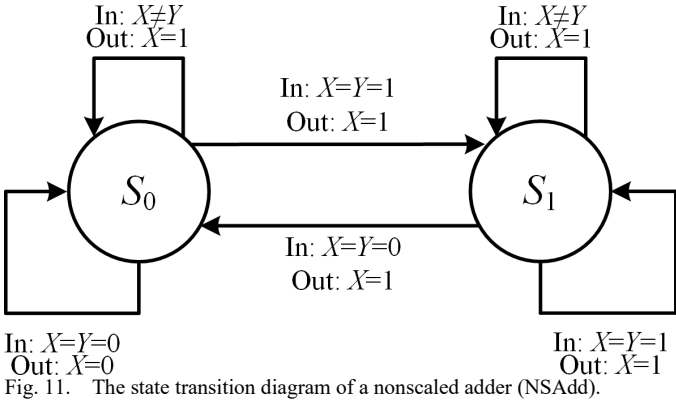 In: X≠Y
Out: X=1
In: X≠Y
Out: X=1
In: X=Y=1
Out: X=1
S0
S1
In: X=Y=0
Out: X=1
In: X=Y=0
Out: X=0
In: X=Y=1
Out: X=1
Fig. 11. The state transition diagram of a nonscaled adder (NSAdd).